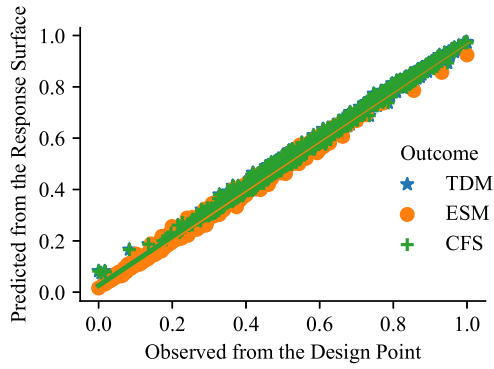 Predicted from the Response Surface
1.0
0.8
0.6
0.4
0.2
0.0
Outcome
TDM
ESM
CFS
0.0 0.2 0.4 0.6 0.8 1.0
Observed from the Design Point